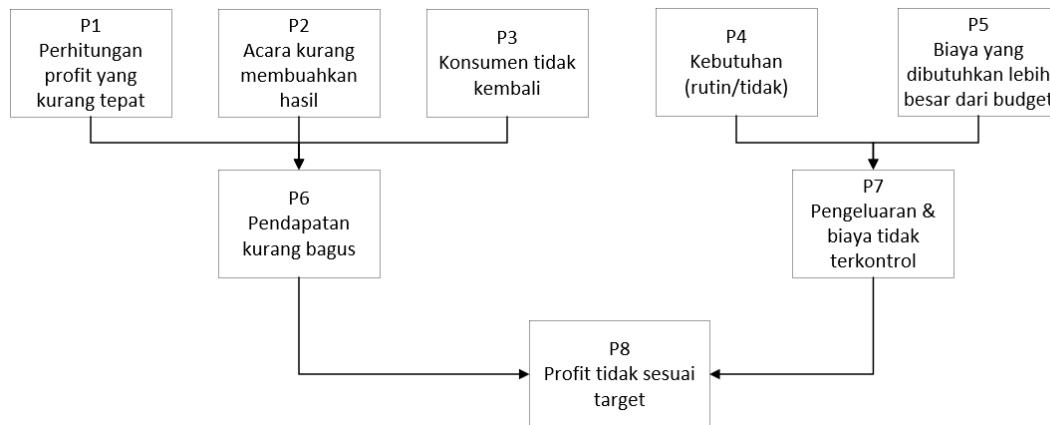 P1
Perhitungan
profit yang
kurang tepat
P2
Acara kurang
membuahkan
hasil
P3
Konsumen tidak
kembali
P4
Kebutuhan
(rutin/tidak)
P5
Biaya yang
dibutuhkan lebih
besar dari budget
P6
Pendapatan
kurang bagus
P7
Pengeluaran &
biaya tidak
terkontrol
P8
Profit tidak sesuai
target